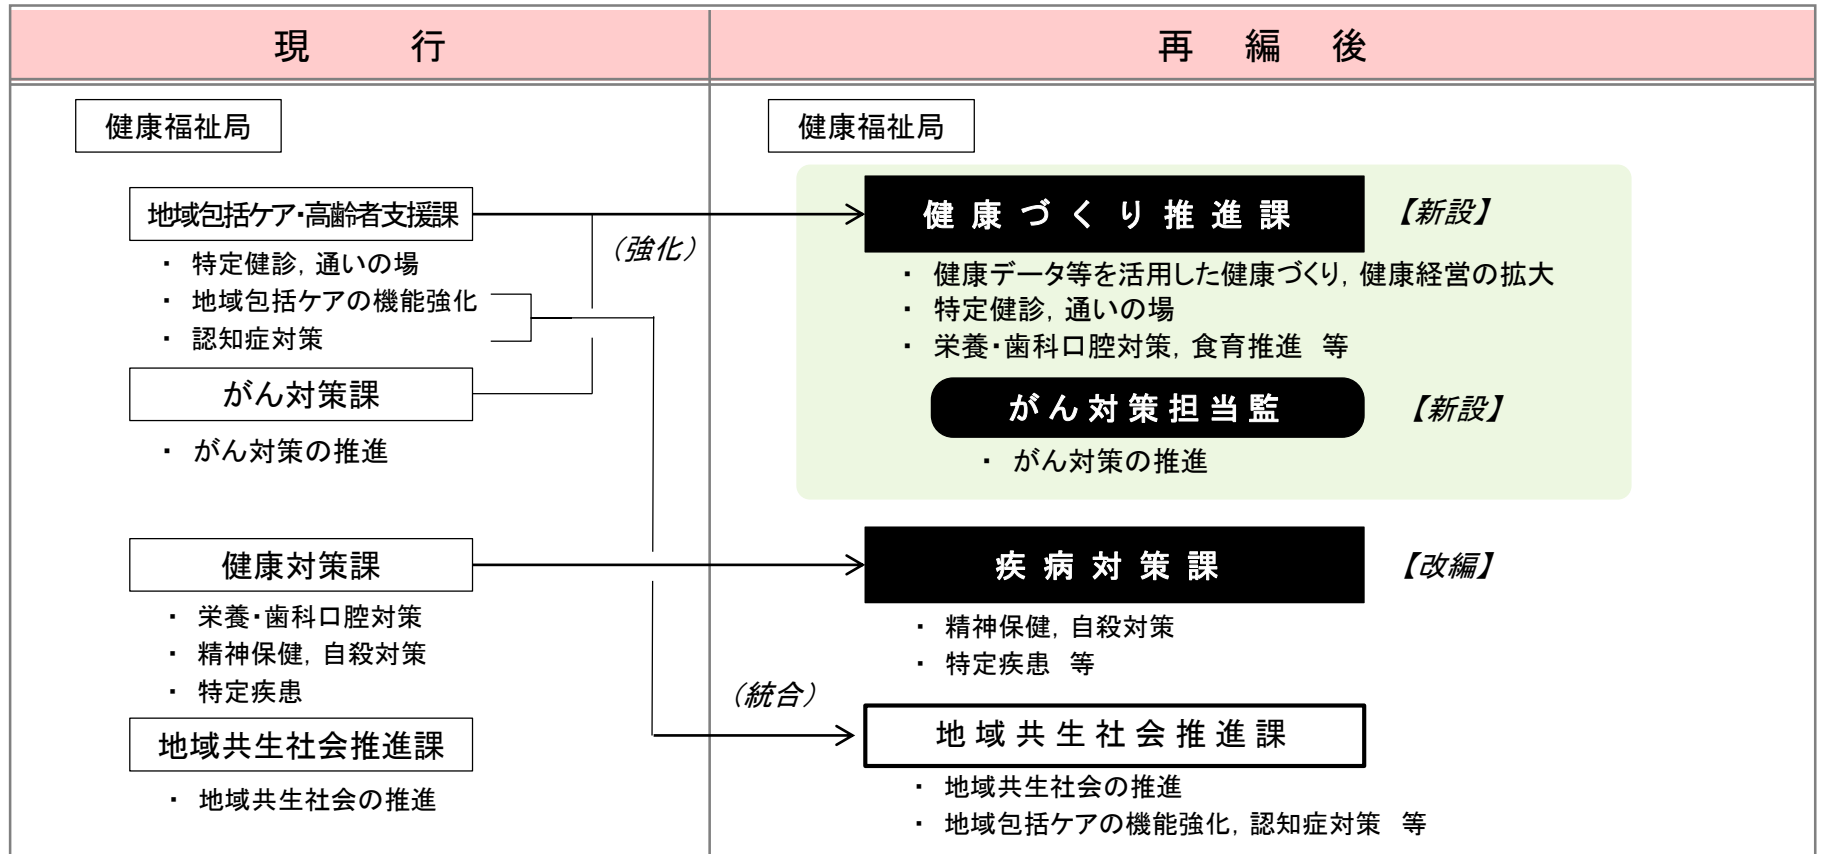 現　行
再　編　後
健康福祉局
地域包括ケア・高齢者支援課
・ 特定健診，通いの場
・ 地域包括ケアの機能強化
・ 認知症対策
がん対策課
・ がん対策の推進
健康対策課
・ 栄養・歯科口腔対策
・ 精神保健，自殺対策
・ 特定疾患
地域共生社会推進課
・ 地域共生社会の推進
（強化）
（統合）
健康福祉局
健康づくり推進課
【新設】
・ 健康データ等を活用した健康づくり，健康経営の拡大
・ 特定健診，通いの場
・ 栄養・歯科口腔対策，食育推進　等
がん対策担当監
【新設】
・ がん対策の推進
疾病対策課
【改編】
・ 精神保健，自殺対策
・ 特定疾患　等
地域共生社会推進課
・ 地域共生社会の推進
・ 地域包括ケアの機能強化，認知症対策　等